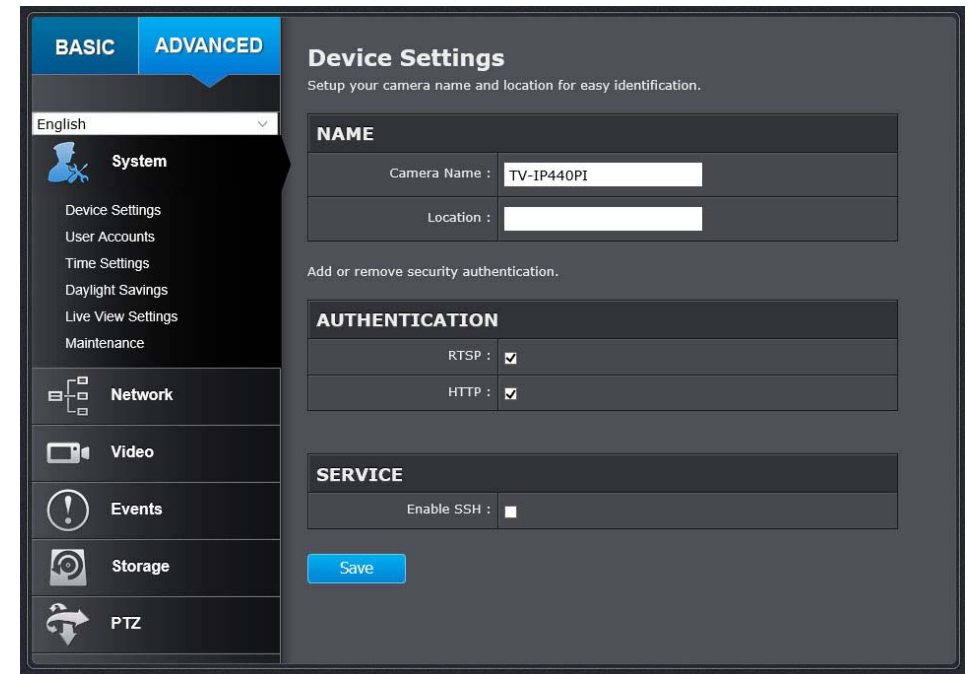 BASIC
ADVANCED
English
System
Device Settings
User Accounts
Time Settings
Daylight Savings
Live View Settings
Maintenance
Network
Video
Events
Storage
PTZ
Device Settings
Setup your camera name and location for easy identification.
NAME
Camera Name : TV-IP440PI
Location :
Add or remove security authentication.
AUTHENTICATION
RTSP :
HTTP :
SERVICE
Enable SSH :
Save